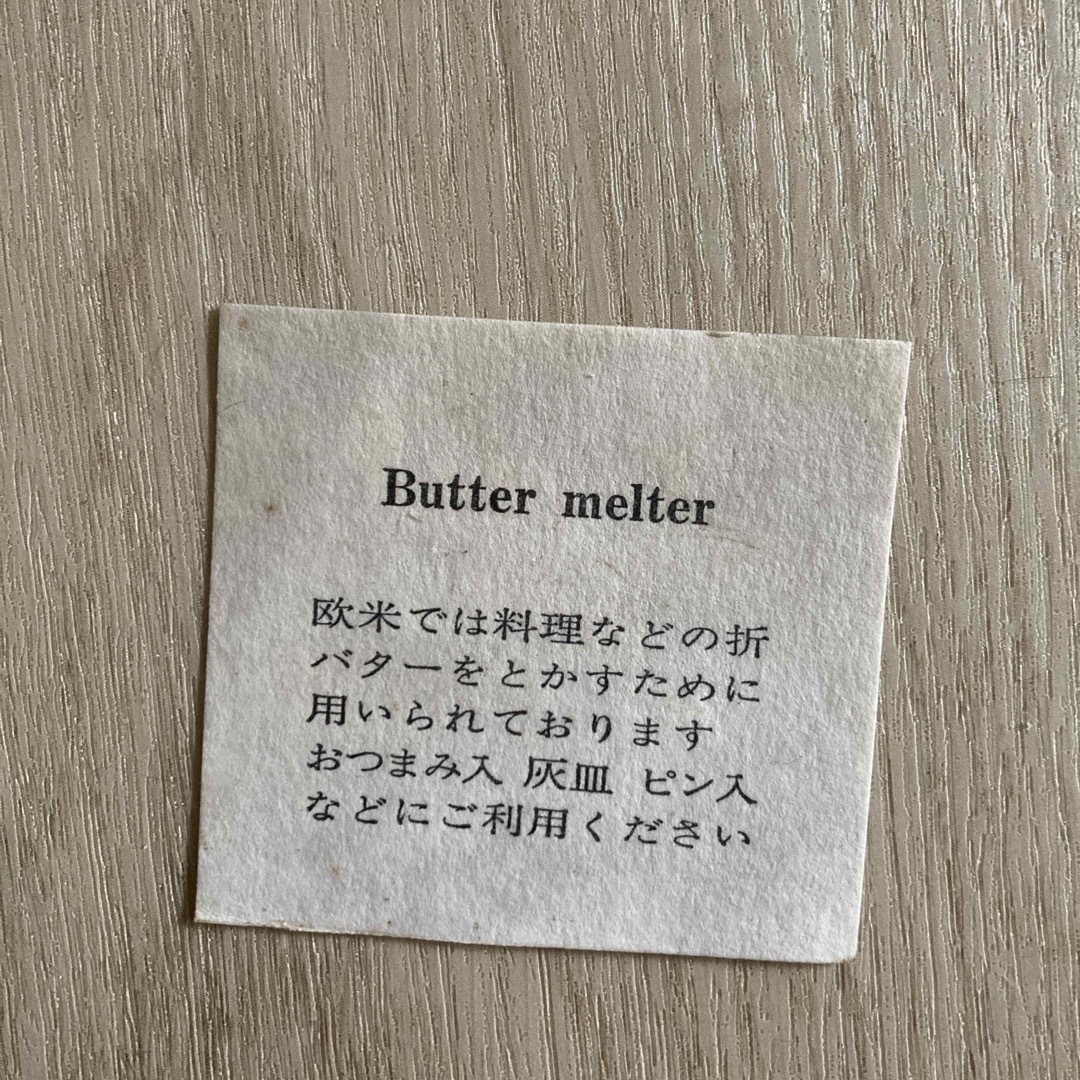 Butter melter
欧米では料理などの折
バターをとかすために
用いられております
おつまみ入 灰皿 ピン入
などにご利用ください